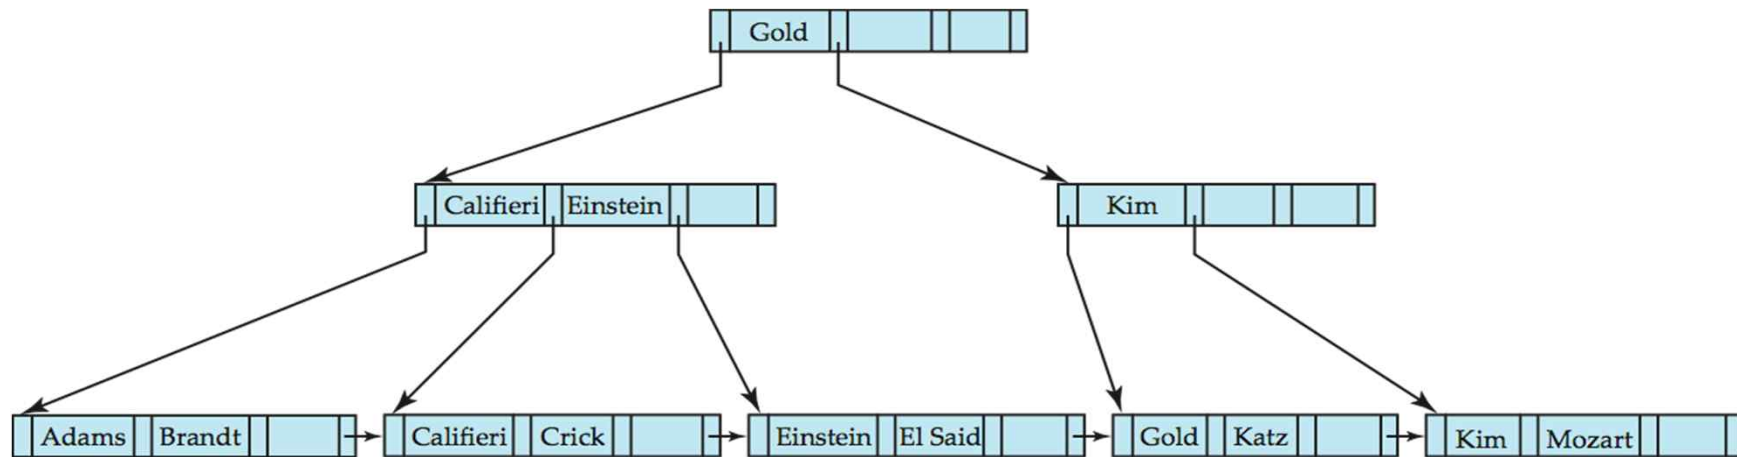 Gold
Califieri Einstein
Kim
Adams Brandt
Califieri Crick
Einstein El Said
Gold Katz
Kim Mozart